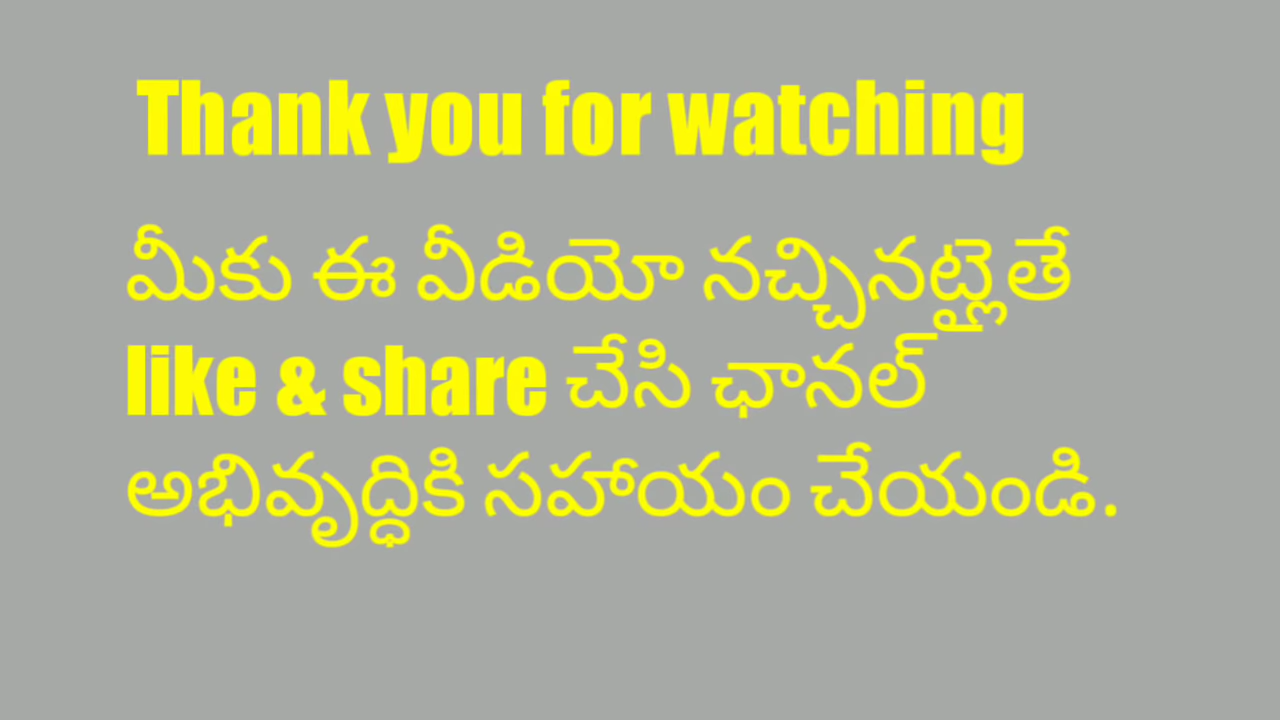 Thank you for watching
మీకు ఈ వీడియో నచ్చినట్లైతే
like & share చేసి ఛానల్
అభివృద్ధికి సహాయం చేయండి.